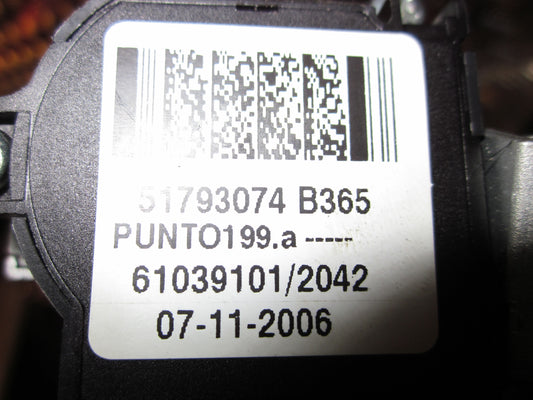 51793074 B365
PUNTO199.a -----
61039101/2042
07-11-2006